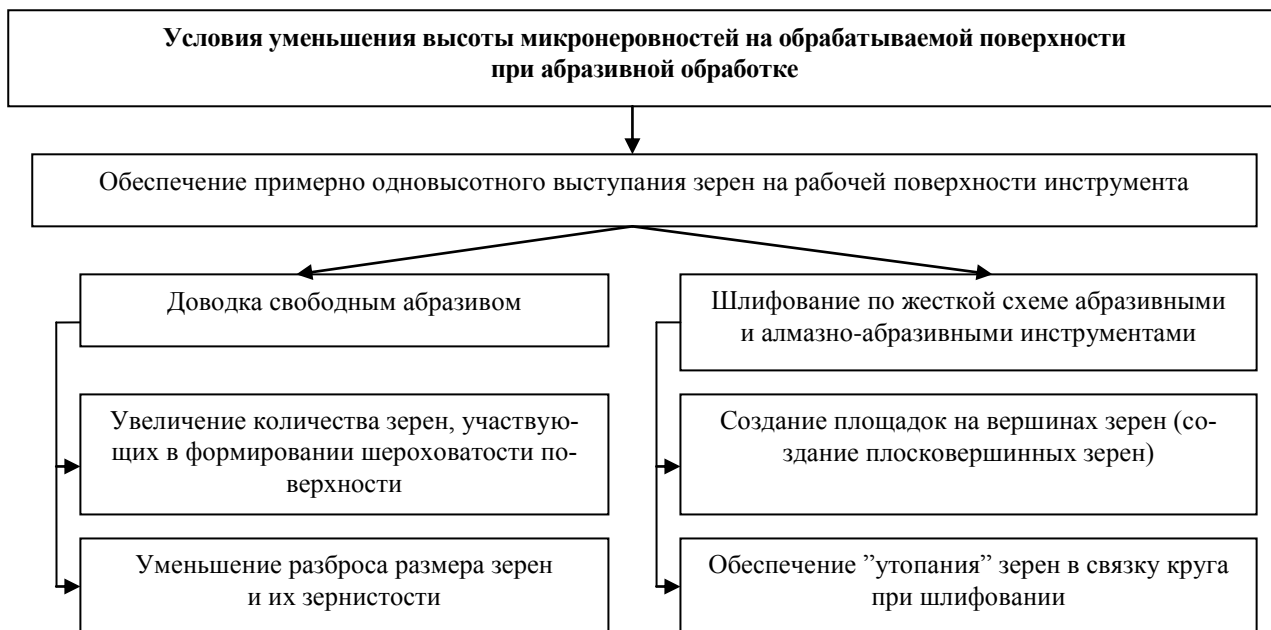 Условия уменьшения высоты микронеровностей на обрабатываемой поверхности
при абразивной обработке
Обеспечение примерно одновысотного выступания зерен на рабочей поверхности инструмента
Доводка свободным абразивом
Увеличение количества зерен, участвую-
щих в формировании шероховатости по-
верхности
Уменьшение разброса размера зерен
и их зернистости
Шлифование по жесткой схеме абразивными
и алмазно-абразивными инструментами
Создание площадок на вершинах зерен (со-
здание плосковершинных зерен)
Обеспечение ”утопания” зерен в связку круга
при шлифовании